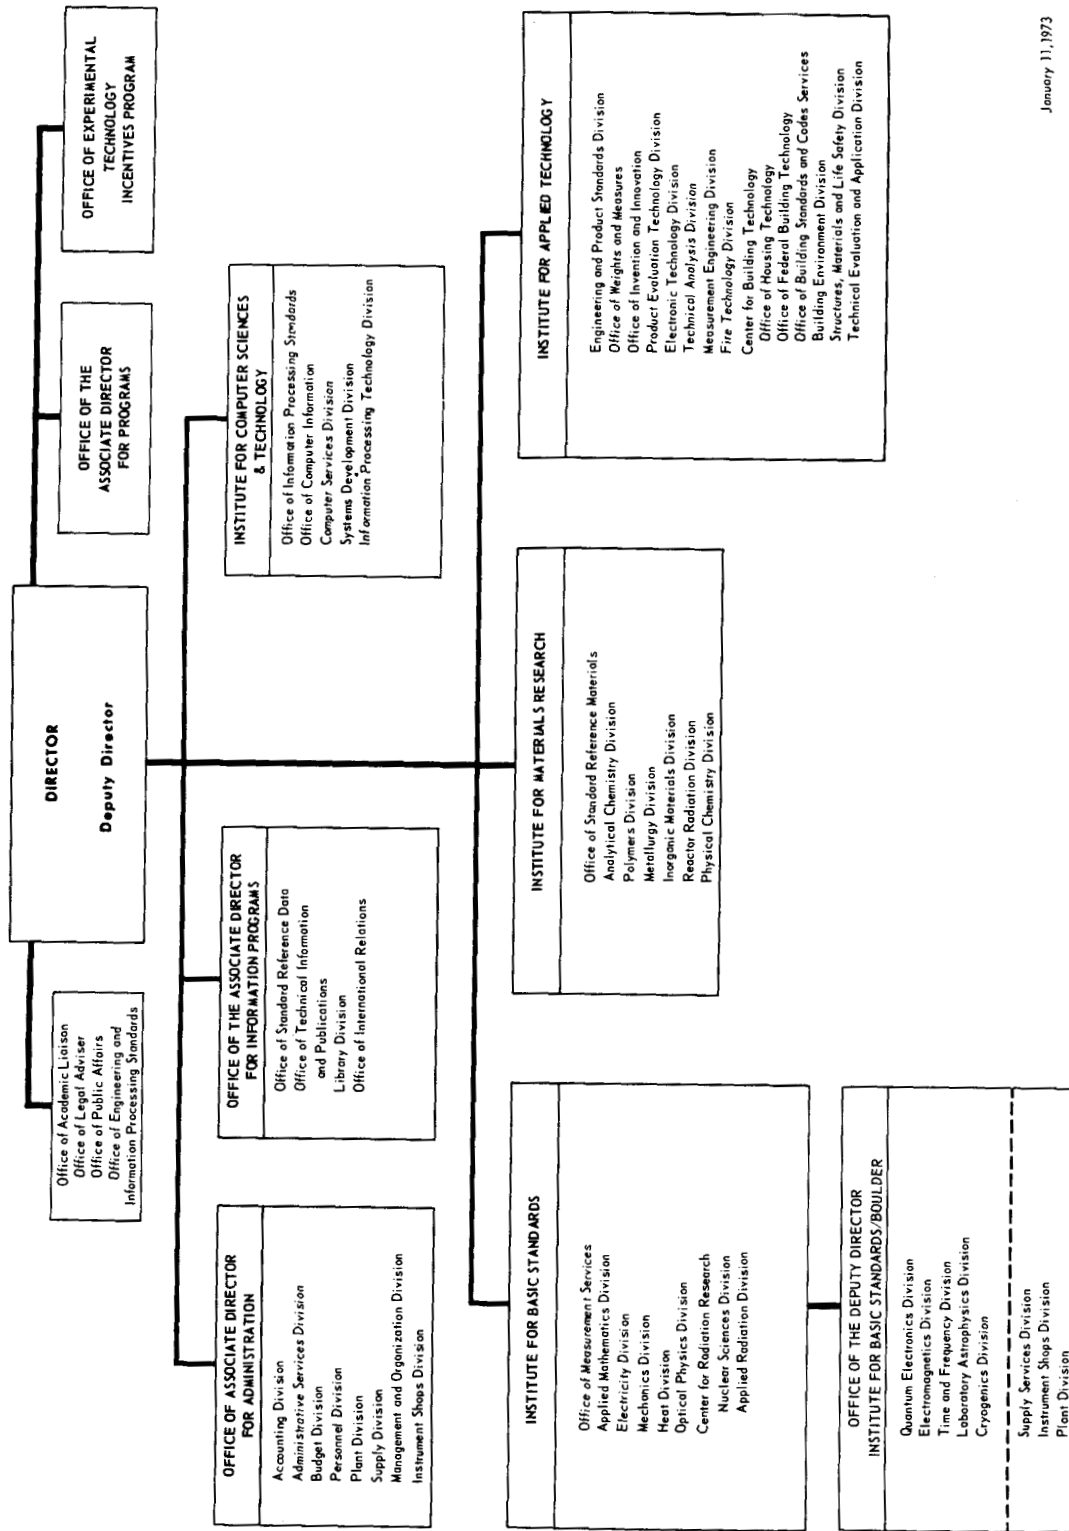 DIRECTOR
Deputy Director
Office of Academic Liaison
Office of Legal Adviser
Office of Public Affairs
Office of Engineering and
Information Processing Standards
OFFICE OF THE
ASSOCIATE DIRECTOR
FOR PROGRAMS
OFFICE OF EXPERIMENTAL
TECHNOLOGY
INCENTIVES PROGRAM
OFFICE OF ASSOCIATE DIRECTOR
FOR ADMINISTRATION
Accounting Division
Administrative Services Division
Budget Division
Personnel Division
Plant Division
Supply Division
Management and Organization Division
Instrument Shops Division
OFFICE OF THE ASSOCIATE DIRECTOR
FOR INFORMATION PROGRAMS
Office of Standard Reference Data
Office of Technical Information
and Publications
Library Division
Office of International Relations
INSTITUTE FOR COMPUTER SCIENCES
& TECHNOLOGY
Office of Information Processing Standards
Office of Computer Information
Computer Services Division
Systems Development Division
Information Processing Technology Division
INSTITUTE FOR BASIC STANDARDS
Office of Measurement Services
Applied Mathematics Division
Electricity Division
Mechanics Division
Heat Division
Optical Physics Division
Center for Radiation Research
Nuclear Sciences Division
Applied Radiation Division
INSTITUTE FOR MATERIALS RESEARCH
Office of Standard Reference Materials
Analytical Chemistry Division
Polymers Division
Metallurgy Division
Inorganic Materials Division
Reactor Radiation Division
Physical Chemistry Division
INSTITUTE FOR APPLIED TECHNOLOGY
Engineering and Product Standards Division
Office of Weights and Measures
Office of Invention and Innovation
Product Evaluation Technology Division
Electronic Technology Division
Technical Analysis Division
Measurement Engineering Division
Fire Technology Division
Center for Building Technology
Office of Housing Technology
Office of Federal Building Technology
Office of Building Standards and Codes Services
Building Environment Division
Structures, Materials and Life Safety Division
Technical Evaluation and Application Division
OFFICE OF THE DEPUTY DIRECTOR
INSTITUTE FOR BASIC STANDARDS/BOULDER
Quantum Electronics Division
Electromagnetics Division
Time and Frequency Division
Laboratory Astrophysics Division
Cryogenics Division
Supply Services Division
Instrument Shops Division
Plant Division
January 11, 1973